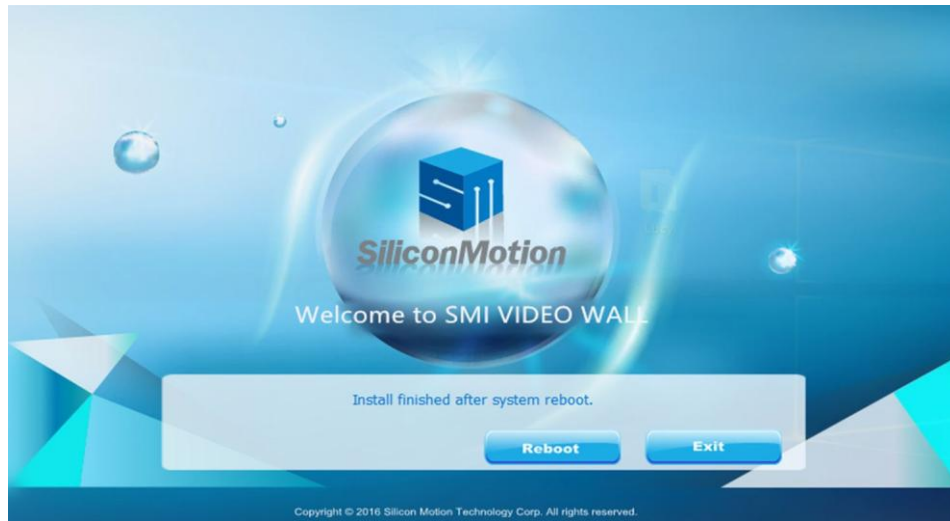 SM
SiliconMotion
Welcome to SMI VIDEO WALL
Install finished after system reboot.
Reboot
Exit
Copyright © 2016 Silicon Motion Technology Corp. All rights reserved.